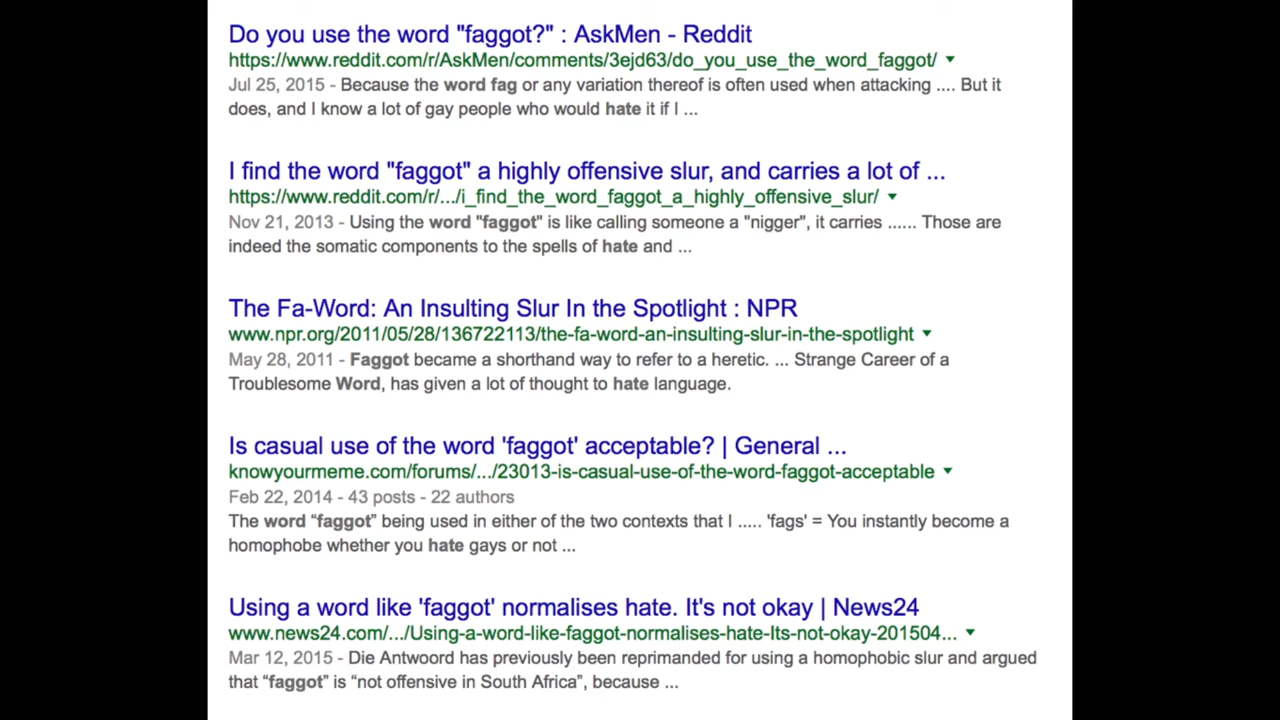 Do you use the word "faggot?" : AskMen - Reddit
https://www.reddit.com/r/AskMen/comments/3ejd63/do_you_use_the_word_faggot/
Jul 25, 2015 - Because the word fag or any variation thereof is often used when attacking .... But it
does, and I know a lot of gay people who would hate it if I ...
I find the word "faggot" a highly offensive slur, and carries a lot of ...
https://www.reddit.com/r/.../i_find_the_word_faggot_a_highly_offensive_slur/
Nov 21, 2013 - Using the word "faggot" is like calling someone a "nigger", it carries ...... Those are
indeed the somatic components to the spells of hate and ...
The Fa-Word: An Insulting Slur In the Spotlight : NPR
www.npr.org/2011/05/28/136722113/the-fa-word-an-insulting-slur-in-the-spotlight
May 28, 2011 - Faggot became a shorthand way to refer to a heretic. ... Strange Career of a
Troublesome Word, has given a lot of thought to hate language.
Is casual use of the word 'faggot' acceptable? | General ...
knowyourmeme.com/forums/.../23013-is-casual-use-of-the-word-faggot-acceptable
Feb 22, 2014 - 43 posts - 22 authors
The word “faggot” being used in either of the two contexts that I ..... 'fags' = You instantly become a
homophobe whether you hate gays or not ...
Using a word like 'faggot' normalises hate. It's not okay | News24
www.news24.com/.../Using-a-word-like-faggot-normalises-hate-Its-not-okay-201504...
Mar 12, 2015 - Die Antwoord has previously been reprimanded for using a homophobic slur and argued
that “faggot” is “not offensive in South Africa”, because ...